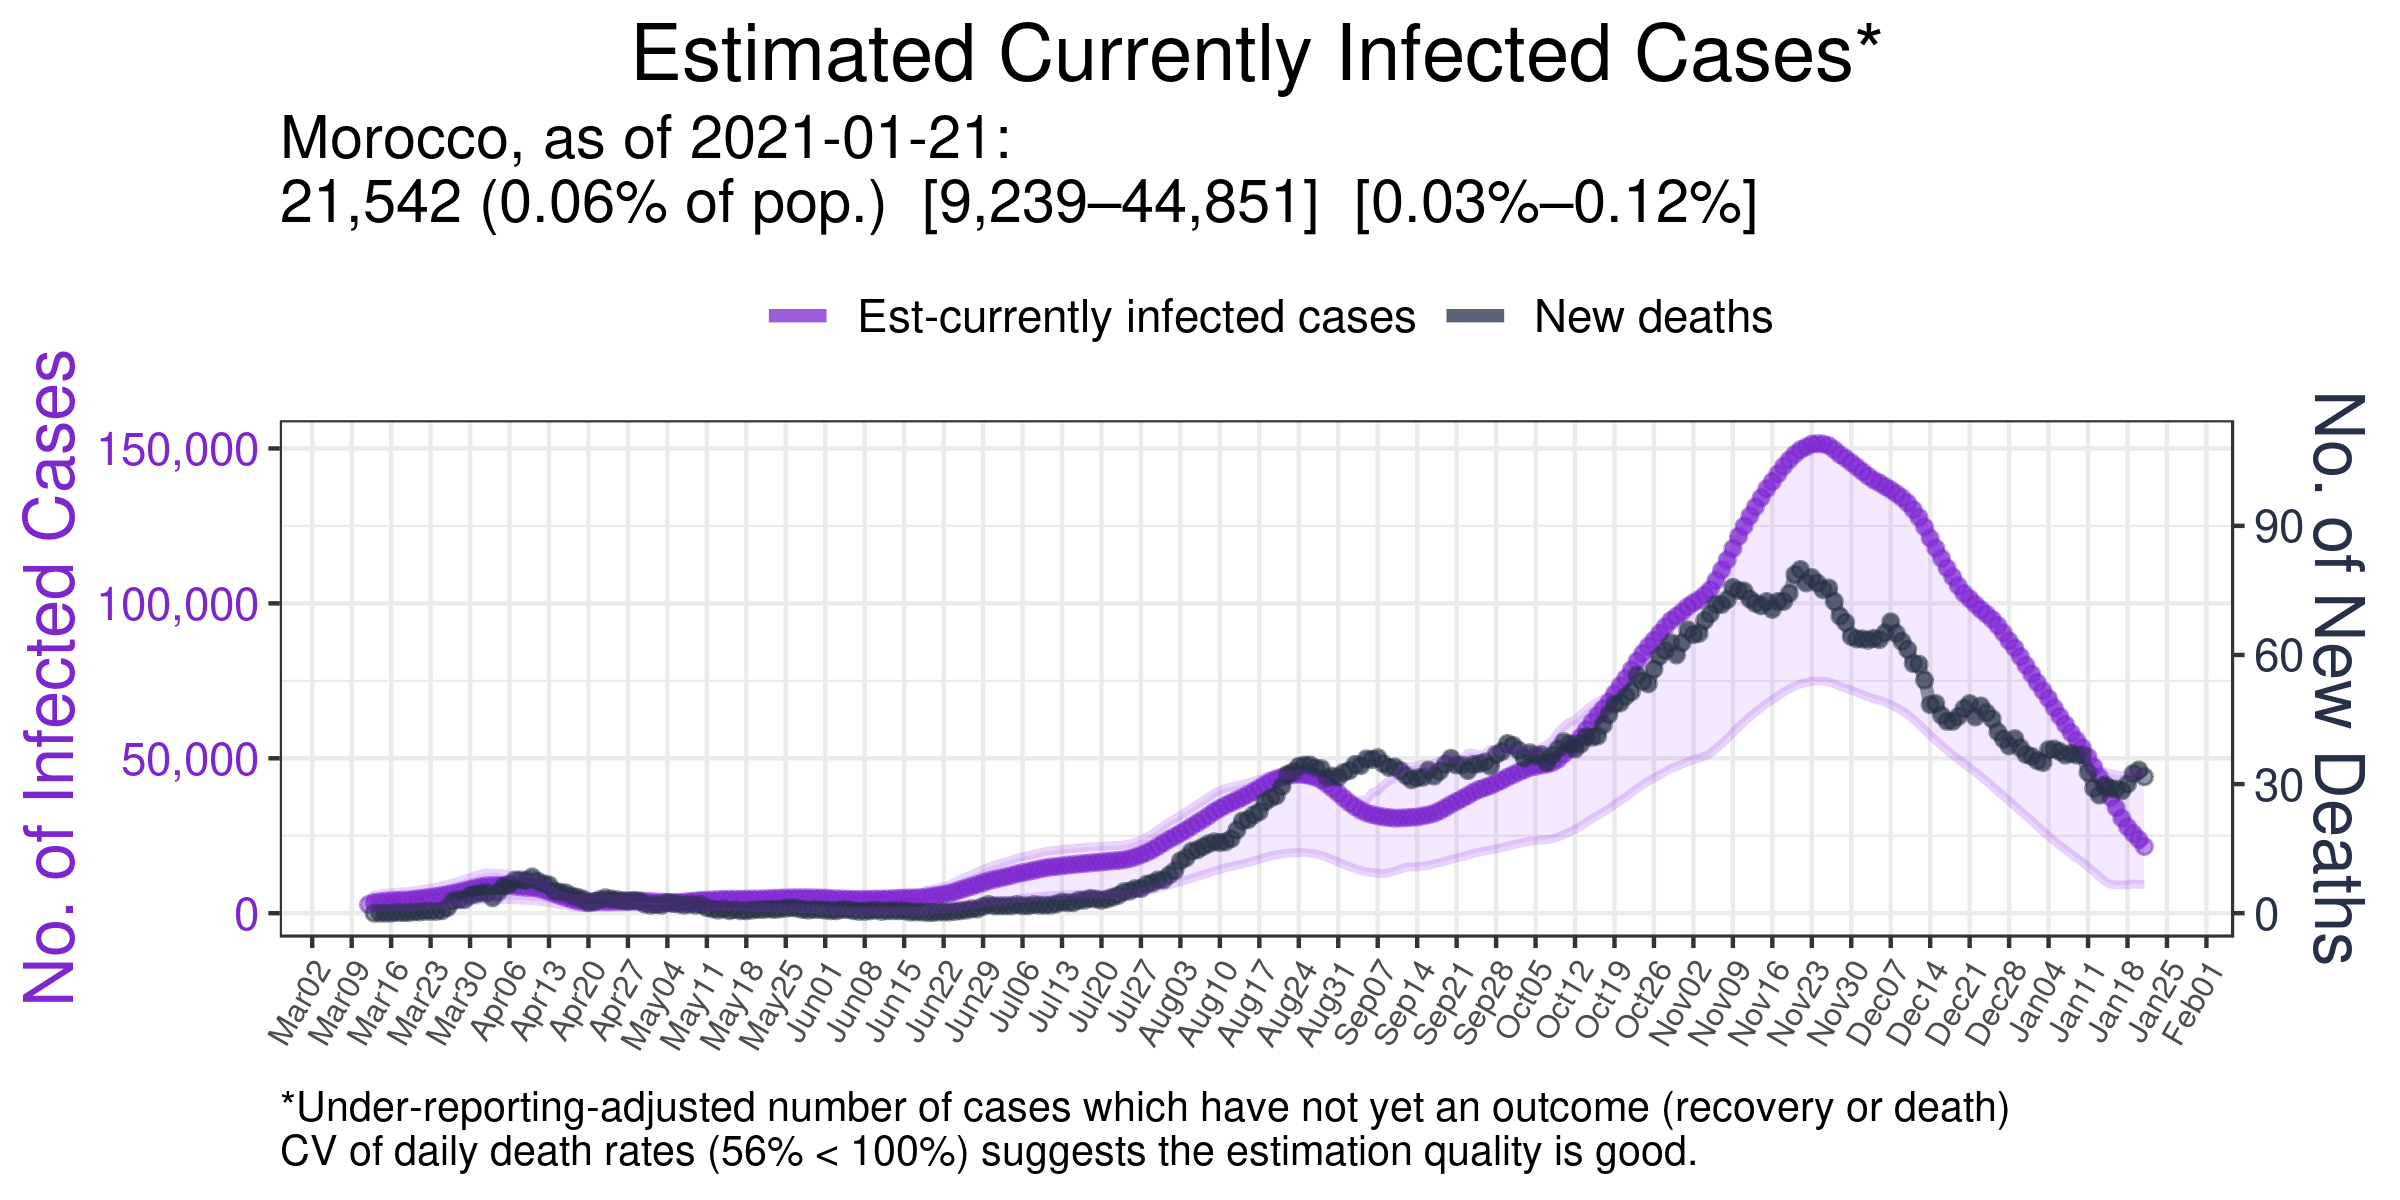 Estimated Currently Infected Cases*
Morocco, as of 2021-01-21:
21,542 (0.06% of pop.) [9,239–44,851] [0.03%–0.12%]
Est-currently infected cases
New deaths
No. of Infected Cases
150,000
100,000
50,000
0
No. of New Deaths
90
60
30
0
Mar02
Mar09
Mar16
Mar23
Mar30
Apr06
Apr13
Apr20
Apr27
May04
May11
May18
May25
Jun01
Jun08
Jun15
Jun22
Jun29
Jul06
Jul13
Jul20
Jul27
Aug03
Aug10
Aug17
Aug24
Aug31
Sep07
Sep14
Sep21
Sep28
Oct05
Oct12
Oct19
Oct26
Nov02
Nov09
Nov16
Nov23
Nov30
Dec07
Dec14
Dec21
Dec28
Jan04
Jan11
Jan18
Jan25
Feb01
*Under-reporting-adjusted number of cases which have not yet an outcome (recovery or death)
CV of daily death rates (56% < 100%) suggests the estimation quality is good.